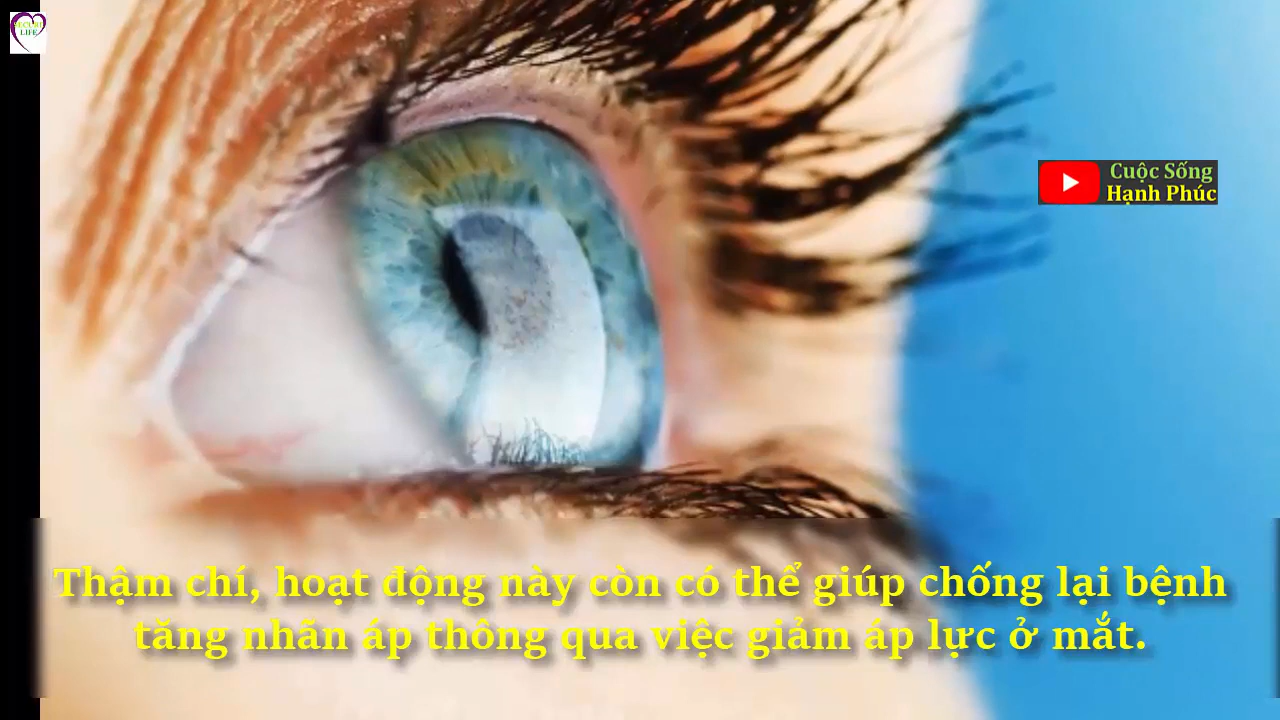 LIFE
Cuộc Sống
Hạnh Phúc
Thậm chí, hoạt động này còn có thể giúp chống lại bệnh
tăng nhãn áp thông qua việc giảm áp lực ở mắt.